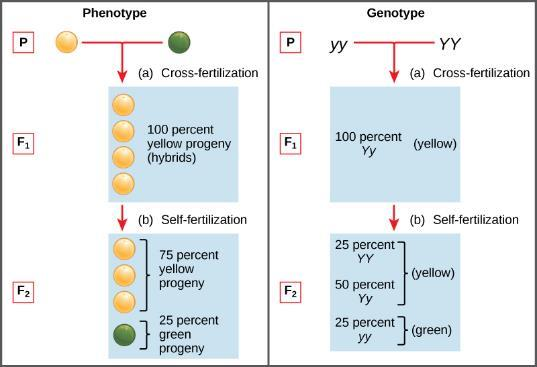 Phenotype
P
(a) Cross-fertilization
F1
100 percent
yellow progeny
(hybrids)
(b) Self-fertilization
F2
75 percent
yellow
progeny
25 percent
green
progeny
Genotype
P
yy
YY
(a) Cross-fertilization
F1
100 percent
Yy
(yellow)
(b) Self-fertilization
F2
25 percent
YY
50 percent
Yy
(yellow)
25 percent
yy
(green)